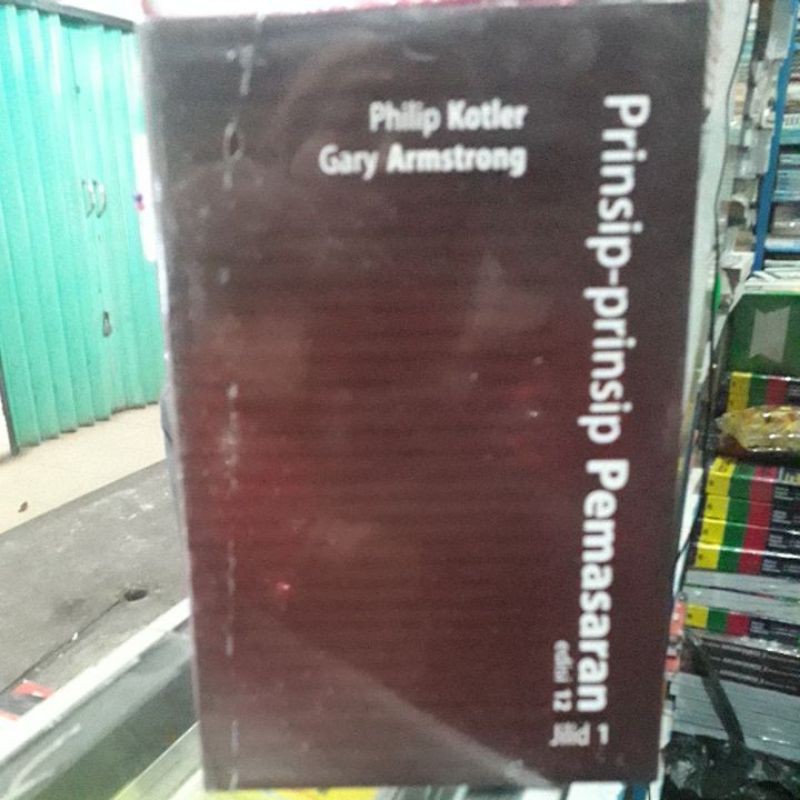 Philip Kotler
Gary Armstrong
Prinsip-prinsip Pemasaran
edisi 12
Jilid 1